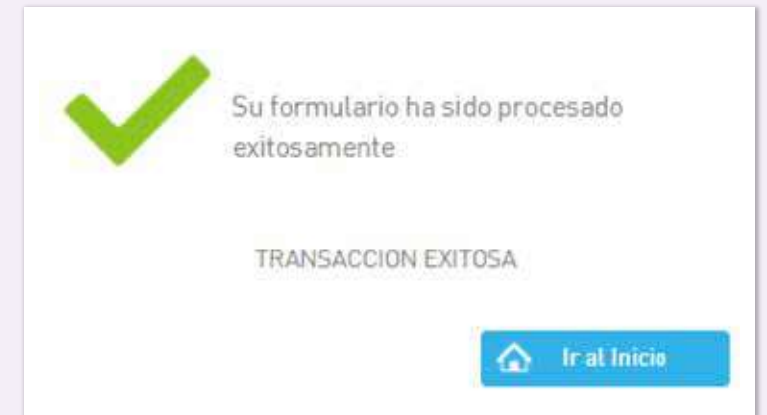 Su formulario ha sido procesado
exitosamente
TRANSACCION EXITOSA
Ir al Inicio